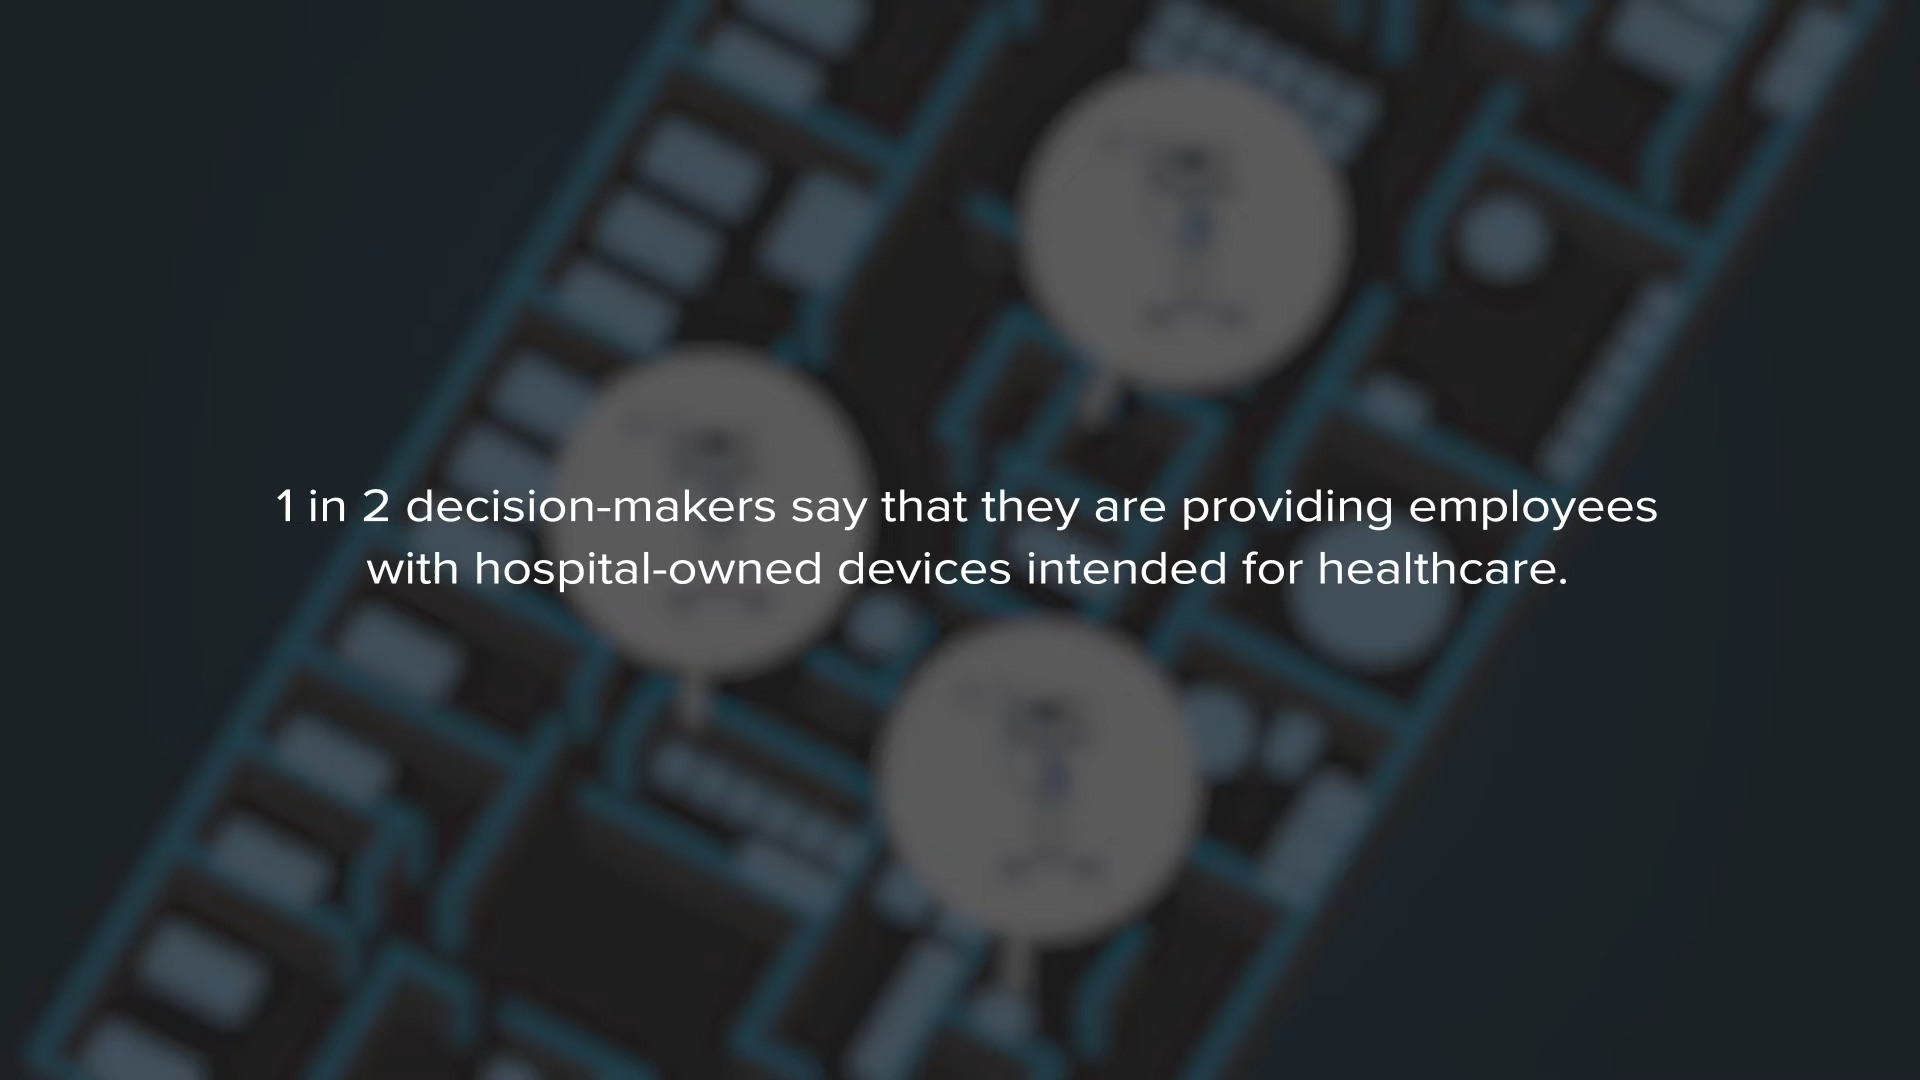 1 in 2 decision-makers say that they are providing employees
with hospital-owned devices intended for healthcare.